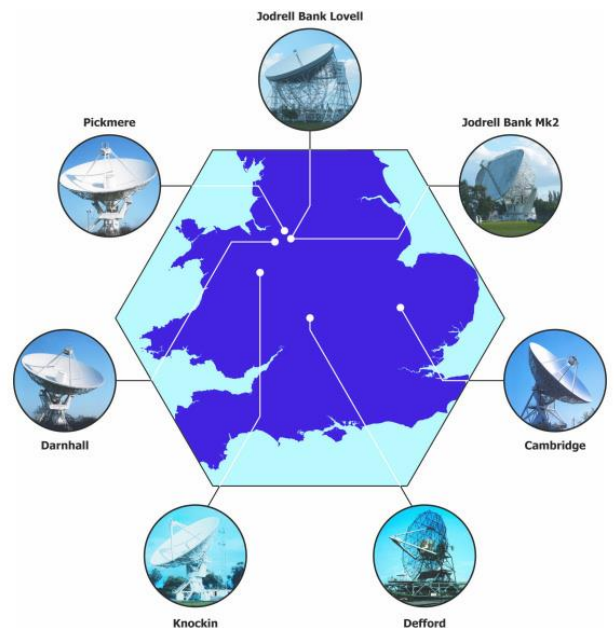 Jodrell Bank Lovell
Pickmere
Jodrell Bank Mk2
Darnhall
Cambridge
Knockin
Defford